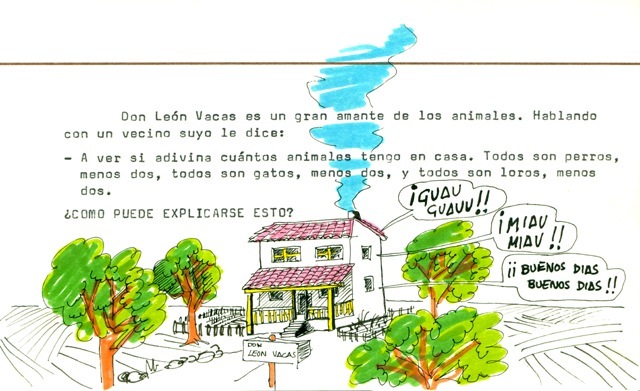 Don León Vacas es un gran amante de los animales. Hablando
con un vecino suyo le dice:
- A ver si adivina cuántos animales tengo en casa. Todos son perros,
menos dos, todos son gatos, menos dos, y todos son loros, menos
dos.
¿COMO PUEDE EXPLICARSE ESTO?
¡GUAU
GUAUU!!
¡MIAU
MIAU!!
¡¡BUENOS DIAS
BUENOS DIAS!!
DON
LEON VACAS